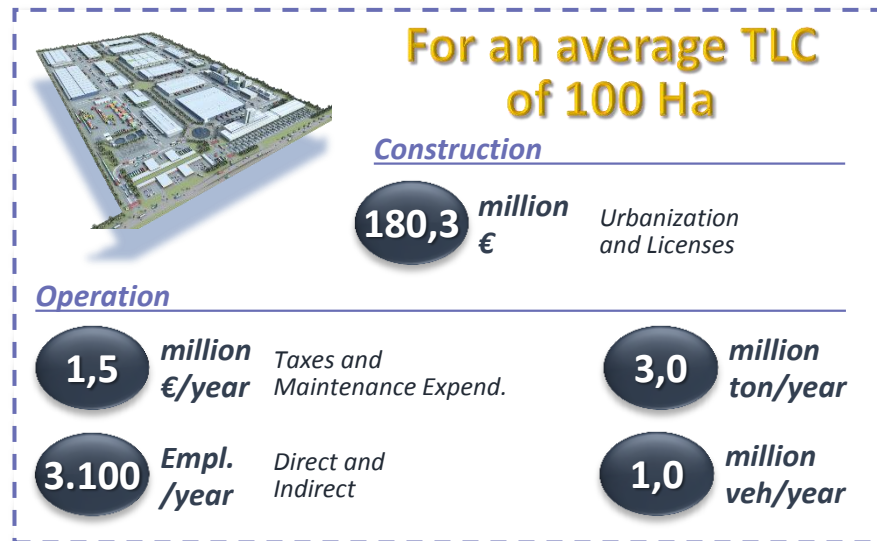 For an average TLC
of 100 Ha
Construction
180,3 million
€
Urbanization
and Licenses
Operation
1,5 million
€/year
Taxes and
Maintenance Expend.
3,0 million
ton/year
3.100 Empl.
/year
Direct and
Indirect
1,0 million
veh/year